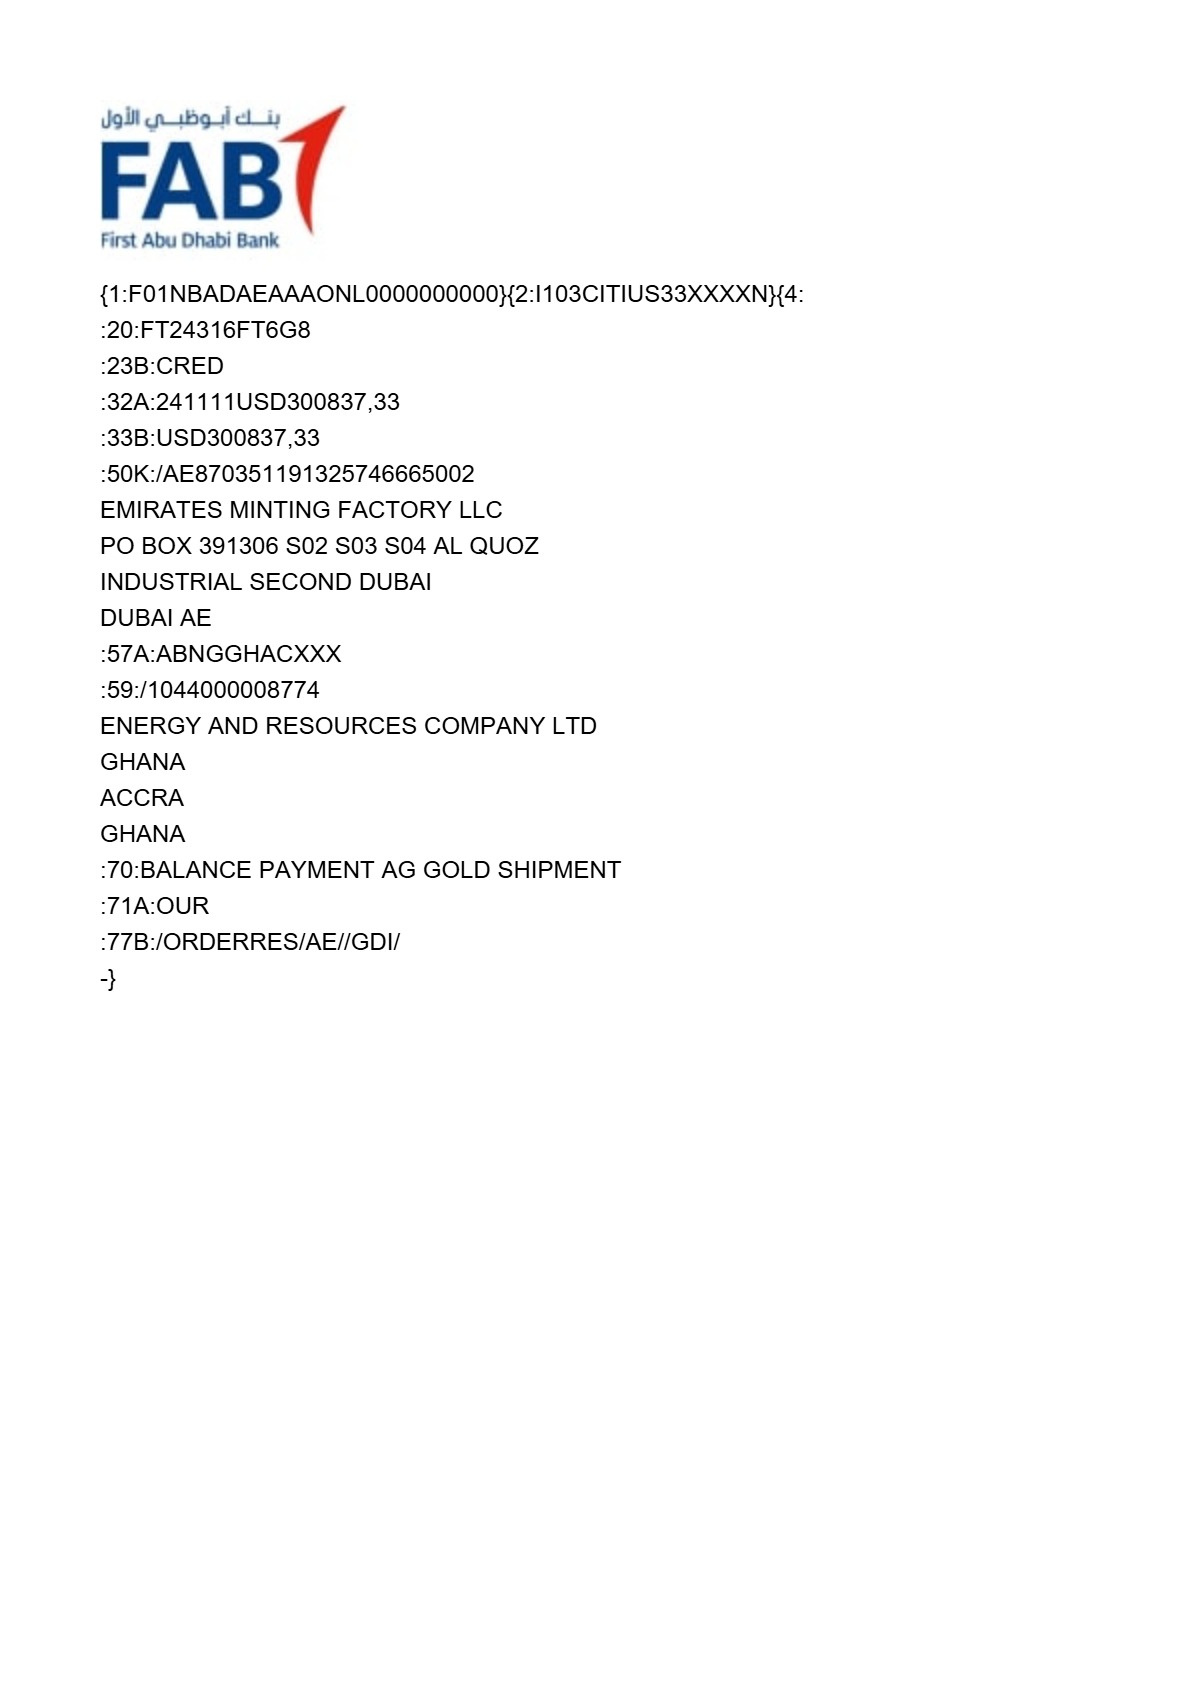 بنك أبوظبي الأول
FAB
First Abu Dhabi Bank
{1:F01NBADAEAAAONL0000000000}{2:I103CITIUS33XXXXN}{4:
:20:FT24316FT6G8
:23B:CRED
:32A:241111USD300837,33
:33B:USD300837,33
:50K:/AE870351191325746665002
EMIRATES MINTING FACTORY LLC
PO BOX 391306 S02 S03 S04 AL QUOZ
INDUSTRIAL SECOND DUBAI
DUBAI AE
:57A:ABNGGHACXXX
:59:/1044000008774
ENERGY AND RESOURCES COMPANY LTD
GHANA
ACCRA
GHANA
:70:BALANCE PAYMENT AG GOLD SHIPMENT
:71A:OUR
:77B:/ORDERRES/AE//GDI/
-}